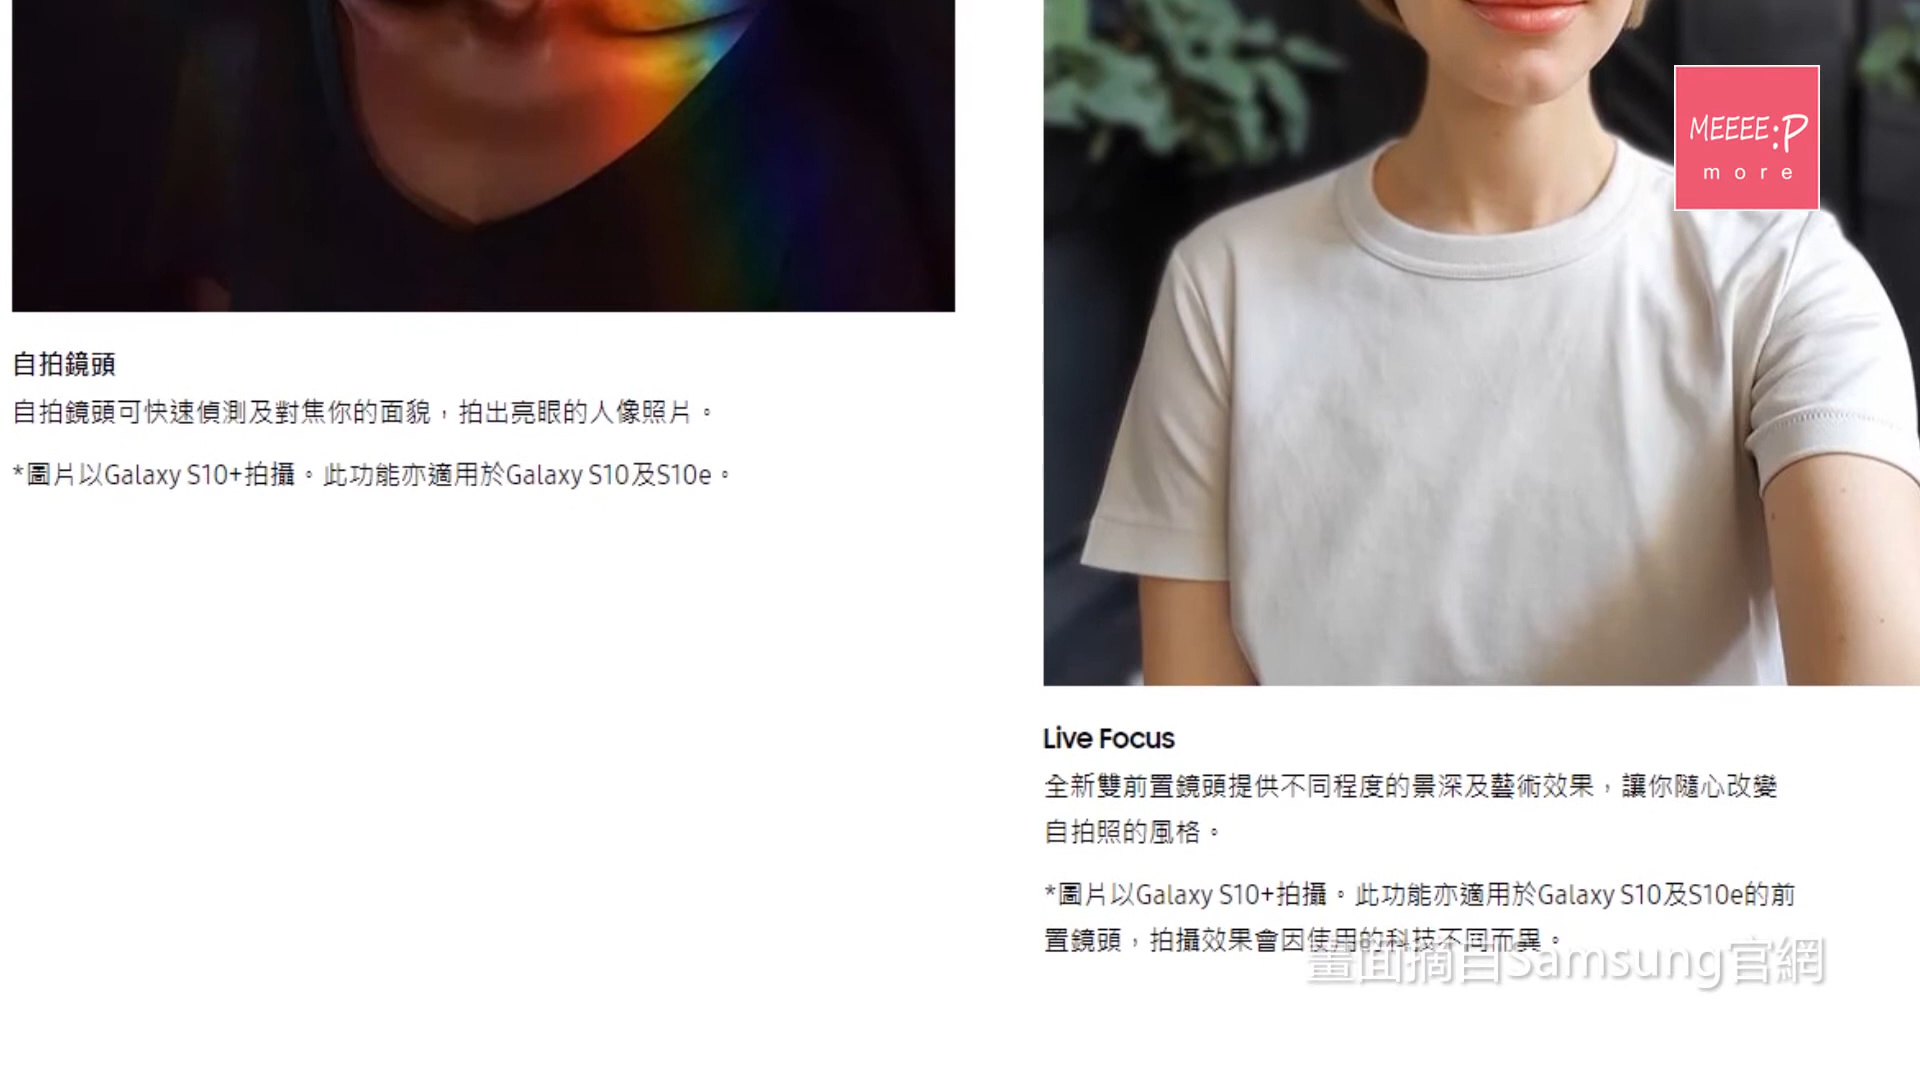 MEEEE:P
more
自拍鏡頭
自拍鏡頭可快速偵測及對焦你的面貌，拍出亮眼的人像照片。
*圖片以Galaxy S10+拍攝。此功能亦適用於Galaxy S10及S10e。
Live Focus
全新雙前置鏡頭提供不同程度的景深及藝術效果，讓你隨心改變
自拍照的風格。
*圖片以Galaxy S10+拍攝。此功能亦適用於Galaxy S10及S10e的前
置鏡頭，拍攝效果會因使用的科技不同而異。
畫面摘自Samsung官網